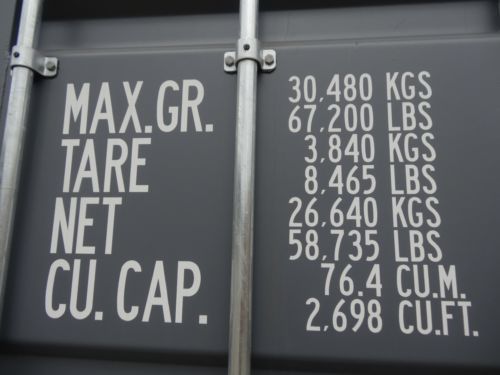 MAX.GR. 30,480 KGS
67,200 LBS
TARE 3,840 KGS
8,465 LBS
NET 26,640 KGS
58,735 LBS
CU. CAP. 76.4 CU.M.
2,698 CU.FT.